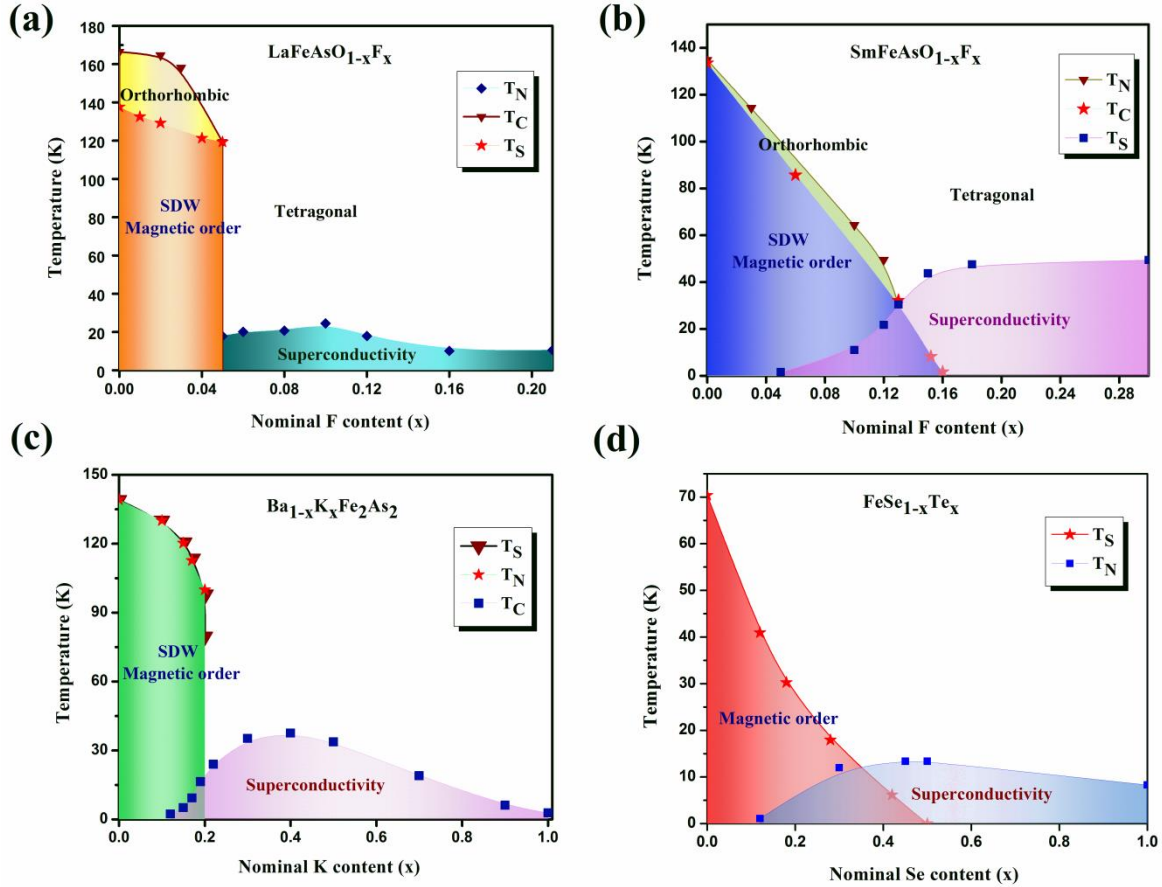 (a)
LaFeAsO1-xFx
180
160
140
120
100
80
60
40
20
0
Temperature (K)
Orthorhombic
SDW
Magnetic order
Tetragonal
Superconductivity
TN
TC
TS
0.00 0.04 0.08 0.12 0.16 0.20
Nominal F content (x)
(b)
SmFeAsO1-xFx
140
120
100
80
60
40
20
0
Temperature (K)
Orthorhombic
SDW
Magnetic order
Tetragonal
Superconductivity
TN
TC
TS
0.00 0.04 0.08 0.12 0.16 0.20 0.24 0.28
Nominal F content (x)
(c)
Ba1-xKxFe2As2
150
120
90
60
30
0
Temperature (K)
SDW
Magnetic order
Superconductivity
TS
TN
TC
0.0 0.2 0.4 0.6 0.8 1.0
Nominal K content (x)
(d)
FeSe1-xTex
70
60
50
40
30
20
10
0
Temperature (K)
Magnetic order
Superconductivity
TS
TN
0.0 0.2 0.4 0.6 0.8 1.0
Nominal Se content (x)